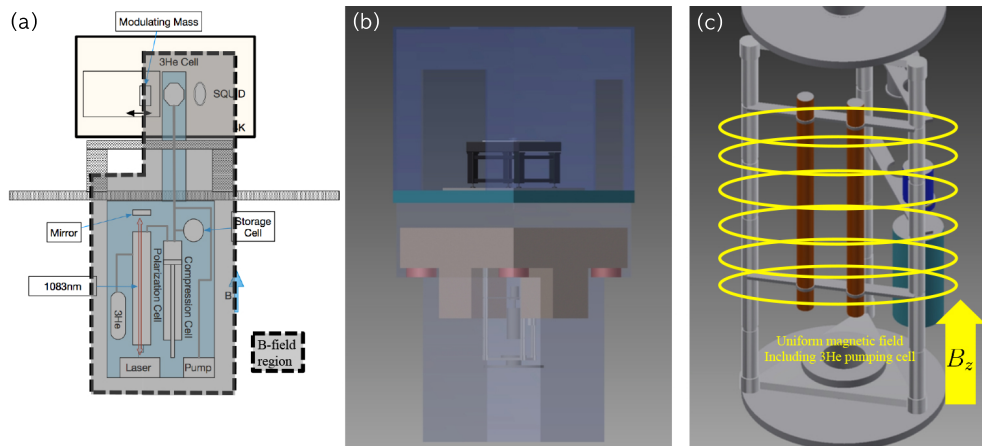 (a)
Modulating Mass
3He Cell
SQUID
K
Mirror
Storage
Cell
Polarization Cell
Compression Cell
1083nm
3He
B
Laser
Pump
B-field
region
(b)
(c)
Uniform magnetic field
Including 3He pumping cell
B_z